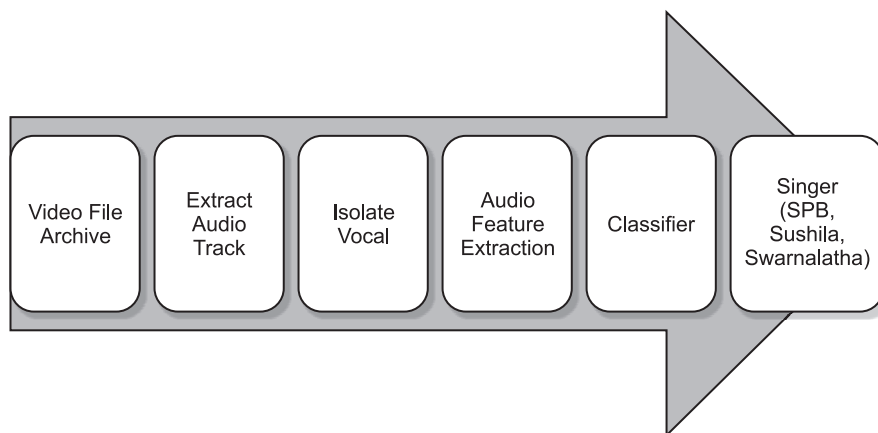 Video File
Archive
Extract
Audio
Track
Isolate
Vocal
Audio
Feature
Extraction
Classifier
Singer
(SPB,
Sushila,
Swarnalatha)